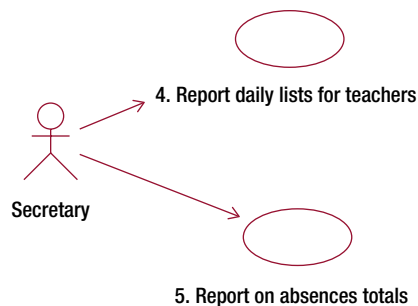 4. Report daily lists for teachers
Secretary
5. Report on absences totals